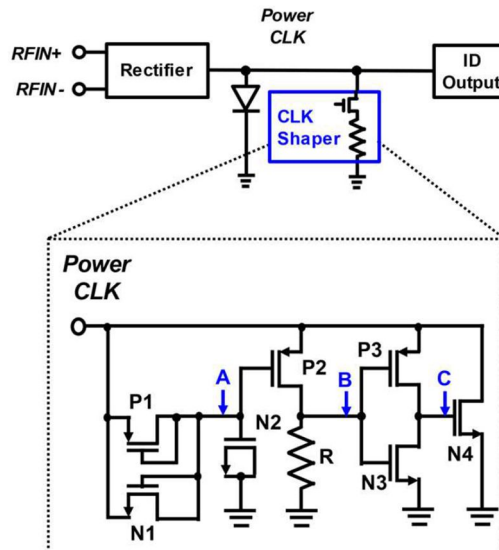 Power
CLK
RFIN+
RFIN-
Rectifier
ID
Output
CLK
Shaper
Power
CLK
P1
N1
A
N2
P2
R
B
P3
N3
C
N4